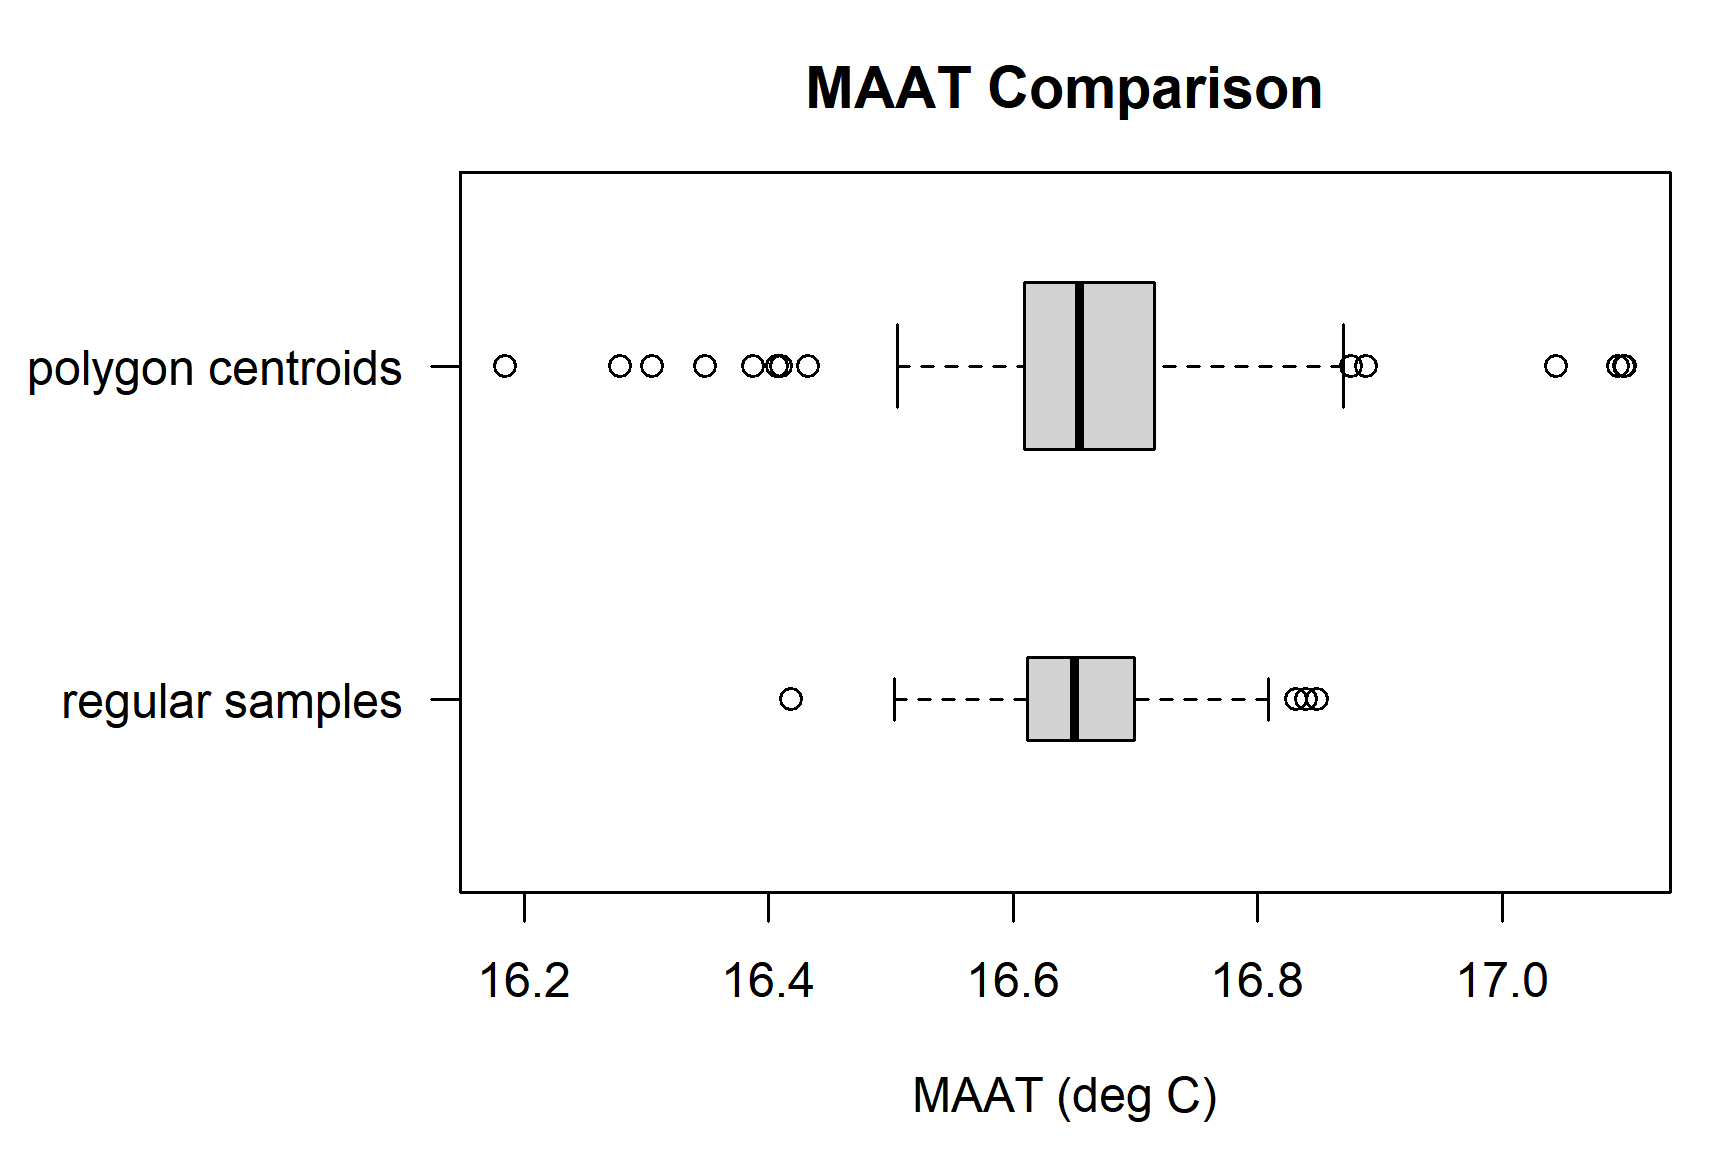 MAAT Comparison
polygon centroids
regular samples
16.2 16.4 16.6 16.8 17.0
MAAT (deg C)